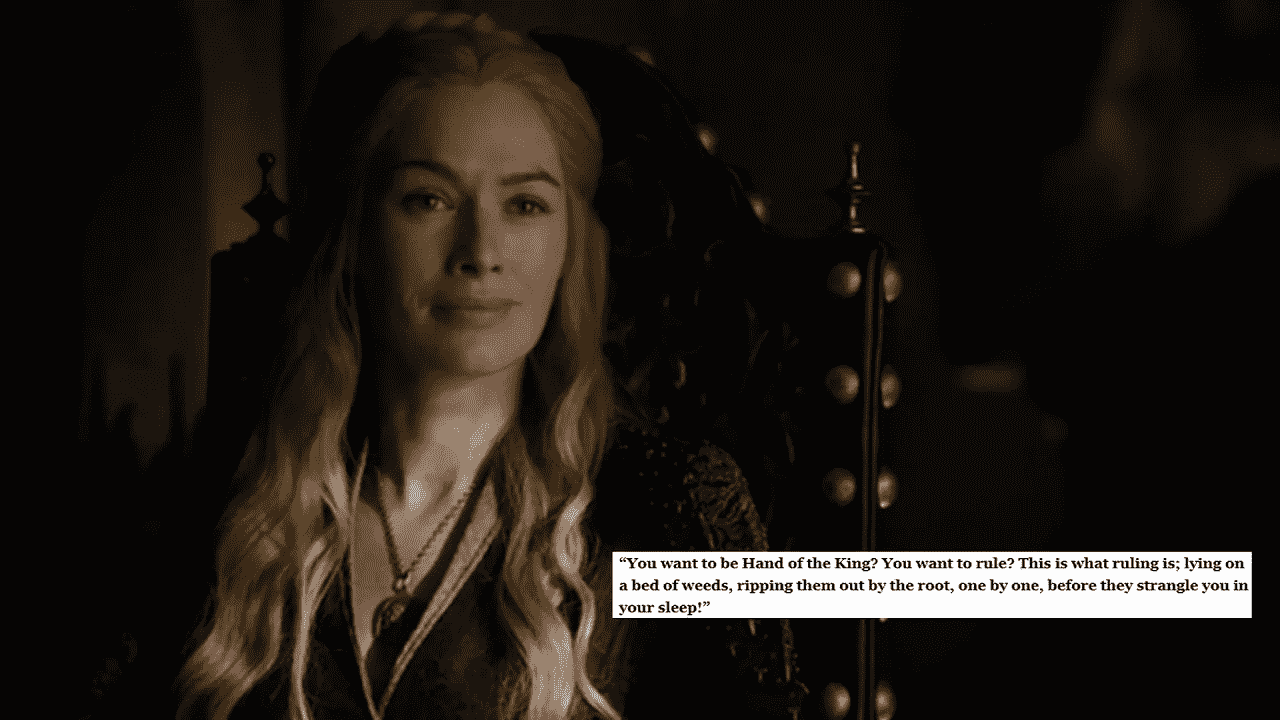 “You want to be Hand of the King? You want to rule? This is what ruling is; lying on
a bed of weeds, ripping them out by the root, one by one, before they strangle you in
your sleep!”